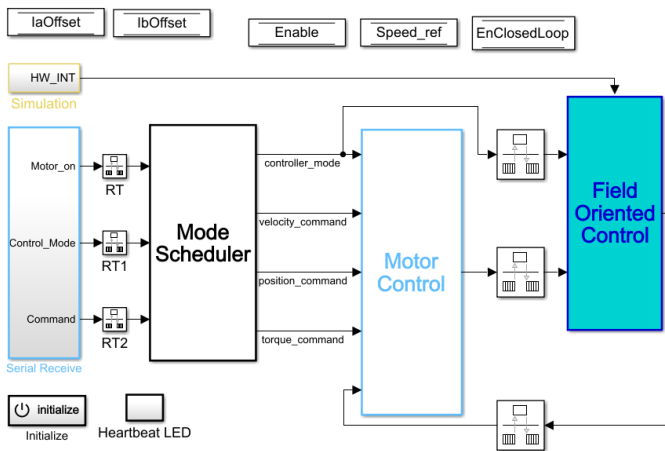 IaOffset
IbOffset
Enable
Speed_ref
EnClosedLoop
HW_INT
Simulation
Motor_on
Control_Mode
Command
Serial Receive
RT
RT1
RT2
Mode
Scheduler
controller_mode
velocity_command
position_command
torque_command
Motor
Control
Field
Oriented
Control
initialize
Initialize
Heartbeat LED